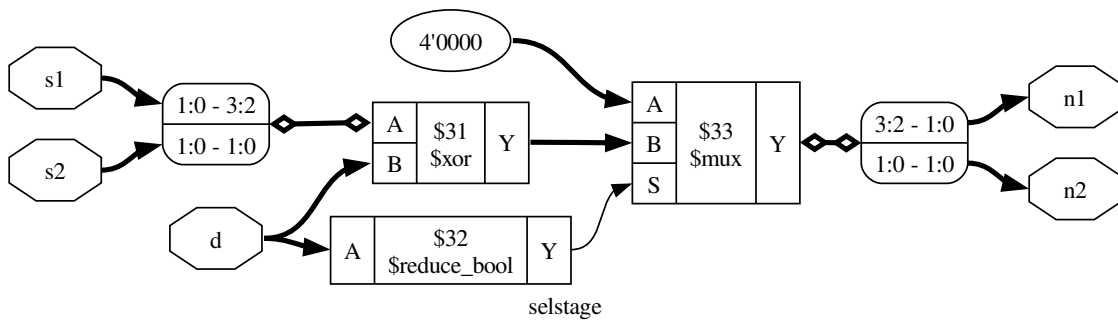 s1
s2
1:0 - 3:2
1:0 - 1:0
d
4'0000
A
B
$31
$xor
Y
A
$32
$reduce_bool
Y
A
B
S
$33
$mux
Y
3:2 - 1:0
1:0 - 1:0
n1
n2
selstage